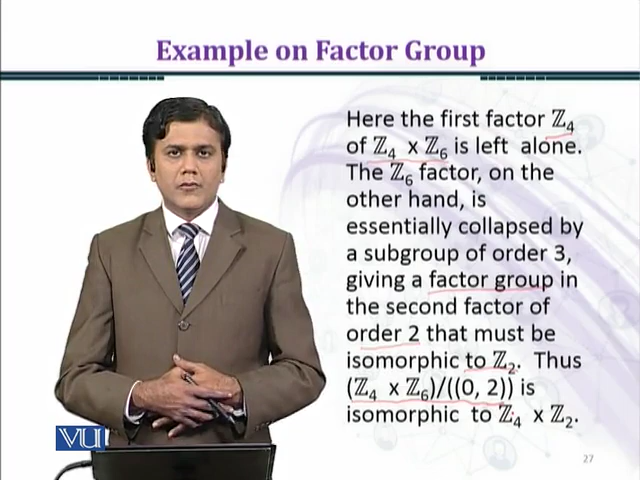 Example on Factor Group
Here the first factor ℤ₄
of ℤ₄ x ℤ₆ is left alone.
The ℤ₆ factor, on the
other hand, is
essentially collapsed by
a subgroup of order 3,
giving a factor group in
the second factor of
order 2 that must be
isomorphic to ℤ₂. Thus
(ℤ₄ x ℤ₆)/((0, 2)) is
isomorphic to ℤ₄ x ℤ₂.
VU
27